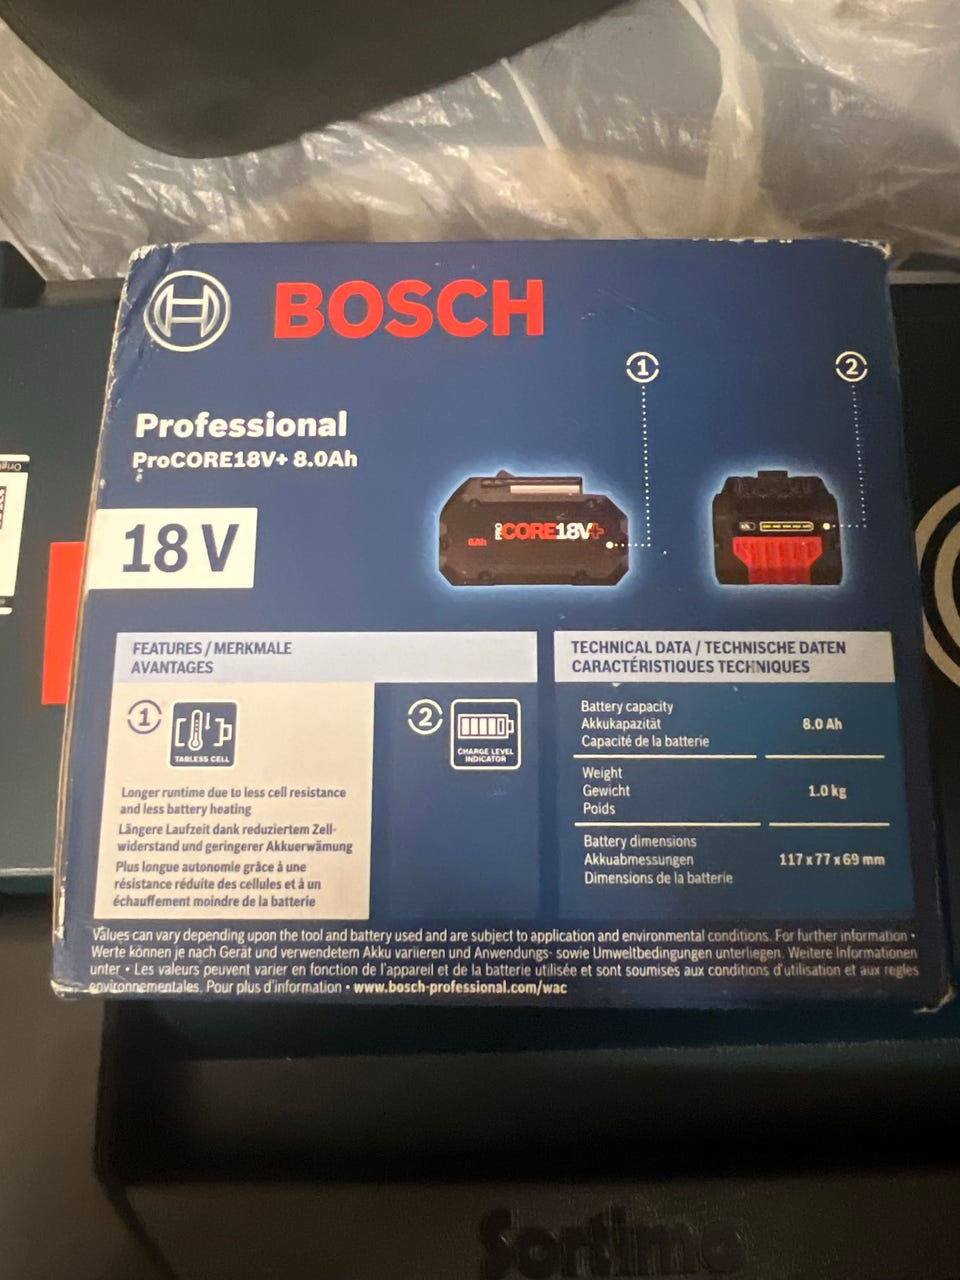 BOSCH
Professional
ProCORE18V+ 8.0Ah
18 V
1
2
8Ah PRO CORE18V+
FEATURES / MERKMALE
AVANTAGES
1
TABLESS CELL
Longer runtime due to less cell resistance
and less battery heating
Längere Laufzeit dank reduziertem Zell-
widerstand und geringerer Akkuerwämung
Plus longue autonomie grâce à une
résistance réduite des cellules et à un
échauffement moindre de la batterie
2
CHARGE LEVEL
INDICATOR
TECHNICAL DATA / TECHNISCHE DATEN
CARACTÉRISTIQUES TECHNIQUES
Battery capacity
Akkukapazität 8.0 Ah
Capacité de la batterie
Weight
Gewicht 1.0 kg
Poids
Battery dimensions
Akkuabmessungen 117 x 77 x 69 mm
Dimensions de la batterie
Values can vary depending upon the tool and battery used and are subject to application and environmental conditions. For further information •
Werte können je nach Gerät und verwendetem Akku variieren und Anwendungs- sowie Umweltbedingungen unterliegen. Weitere Informationen
unter • Les valeurs peuvent varier en fonction de l'appareil et de la batterie utilisée et sont soumises aux conditions d'utilisation et aux règles
environnementales. Pour plus d'information • www.bosch-professional.com/wac
Sortimo